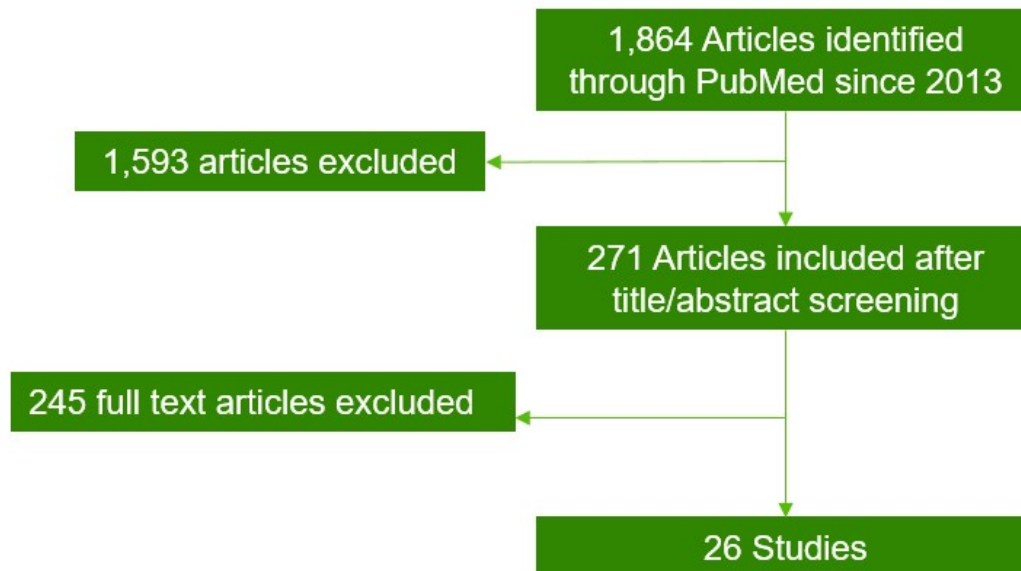 1,864 Articles identified
through PubMed since 2013
1,593 articles excluded
271 Articles included after
title/abstract screening
245 full text articles excluded
26 Studies